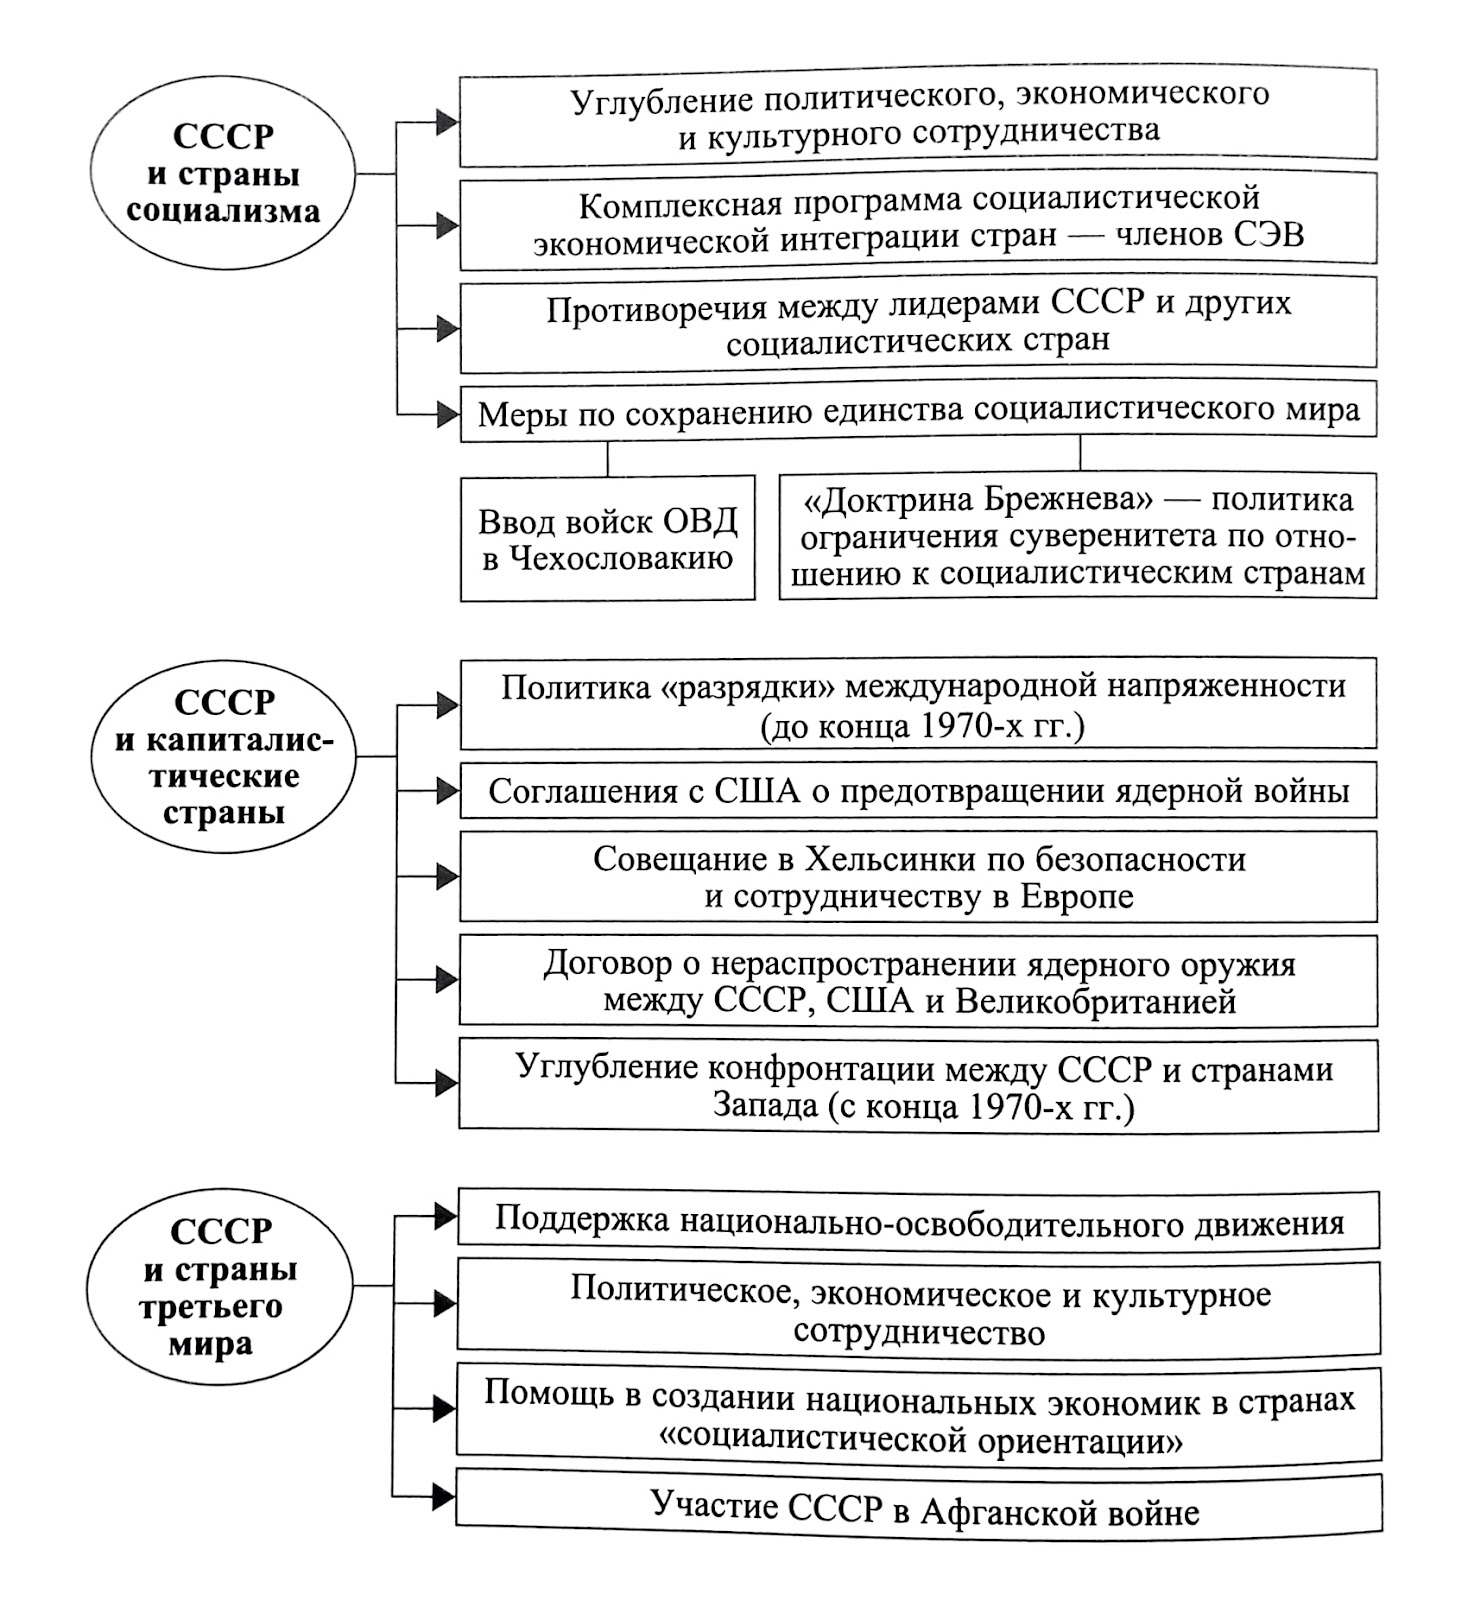 СССР
и страны
социализма
Углубление политического, экономического
и культурного сотрудничества
Комплексная программа социалистической
экономической интеграции стран — членов СЭВ
Противоречия между лидерами СССР и других
социалистических стран
Меры по сохранению единства социалистического мира
Ввод войск ОВД
в Чехословакию
«Доктрина Брежнева» — политика
ограничения суверенитета по отно-
шению к социалистическим странам
СССР
и капиталис-
тические
страны
Политика «разрядки» международной напряженности
(до конца 1970-х гг.)
Соглашения с США о предотвращении ядерной войны
Совещание в Хельсинки по безопасности
и сотрудничеству в Европе
Договор о нераспространении ядерного оружия
между СССР, США и Великобританией
Углубление конфронтации между СССР и странами
Запада (с конца 1970-х гг.)
СССР
и страны
третьего
мира
Поддержка национально-освободительного движения
Политическое, экономическое и культурное
сотрудничество
Помощь в создании национальных экономик в странах
«социалистической ориентации»
Участие СССР в Афганской войне